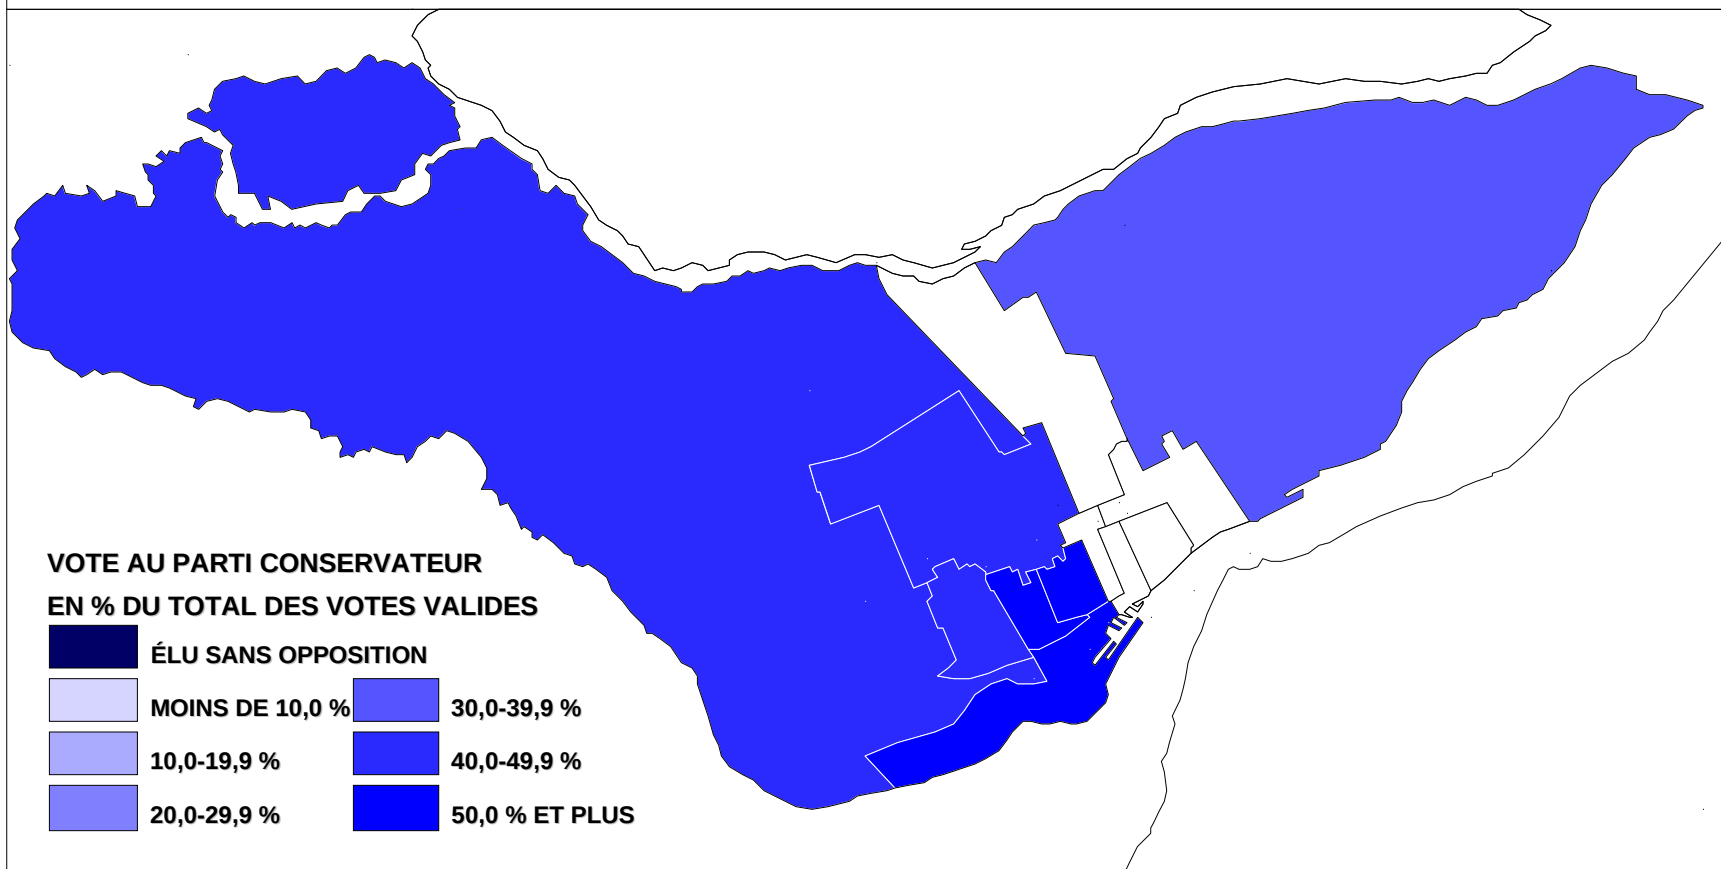 VOTE AU PARTI CONSERVATEUR
EN % DU TOTAL DES VOTES VALIDES
ÉLU SANS OPPOSITION
MOINS DE 10,0 %
30,0-39,9 %
10,0-19,9 %
40,0-49,9 %
20,0-29,9 %
50,0 % ET PLUS